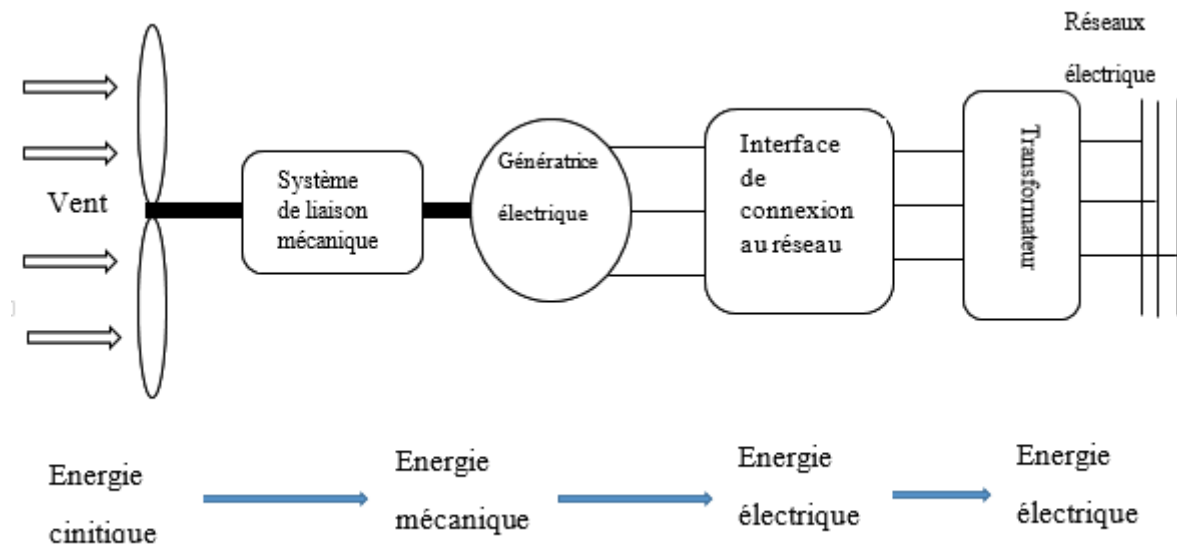 Réseaux
électrique
Vent
Système
de liaison
mécanique
Génératrice
électrique
Interface
de
connexion
au réseau
Transformateur
Energie
cinitique
Energie
mécanique
Energie
électrique
Energie
électrique